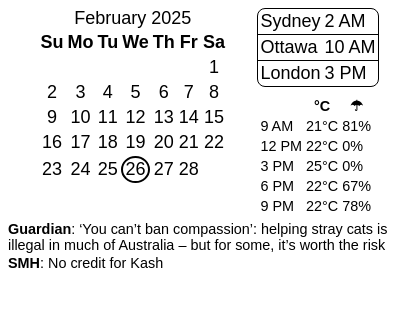 February 2025
Su Mo Tu We Th Fr Sa
1
2 3 4 5 6 7 8
9 10 11 12 13 14 15
16 17 18 19 20 21 22
23 24 25 26 27 28
Sydney 2 AM
Ottawa 10 AM
London 3 PM
°C ☂
9 AM 21°C 81%
12 PM 22°C 0%
3 PM 25°C 0%
6 PM 22°C 67%
9 PM 22°C 78%
Guardian: ‘You can’t ban compassion’: helping stray cats is
illegal in much of Australia – but for some, it’s worth the risk
SMH: No credit for Kash